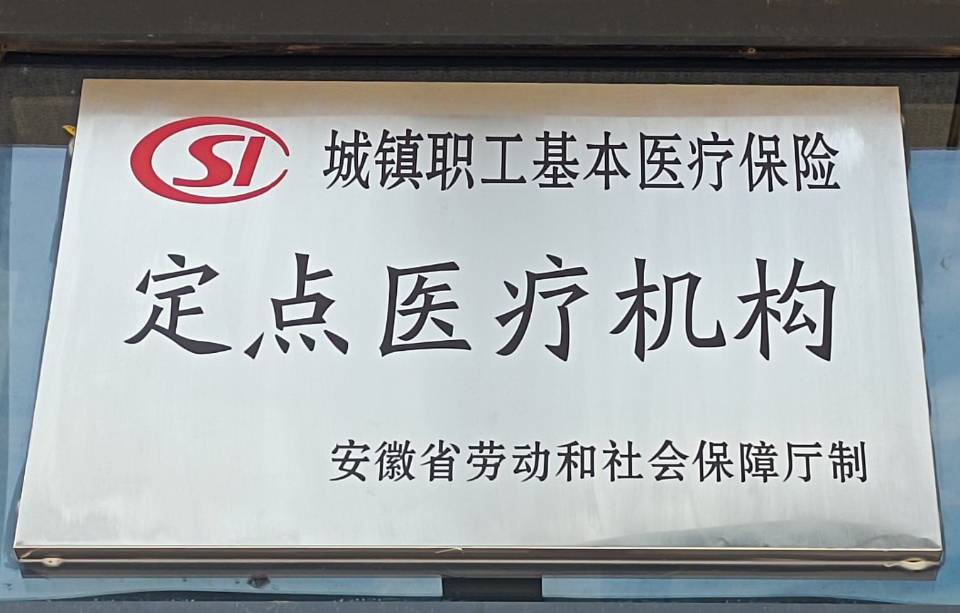 CSI 城镇职工基本医疗保险
定点医疗机构
安徽省劳动和社会保障厅制